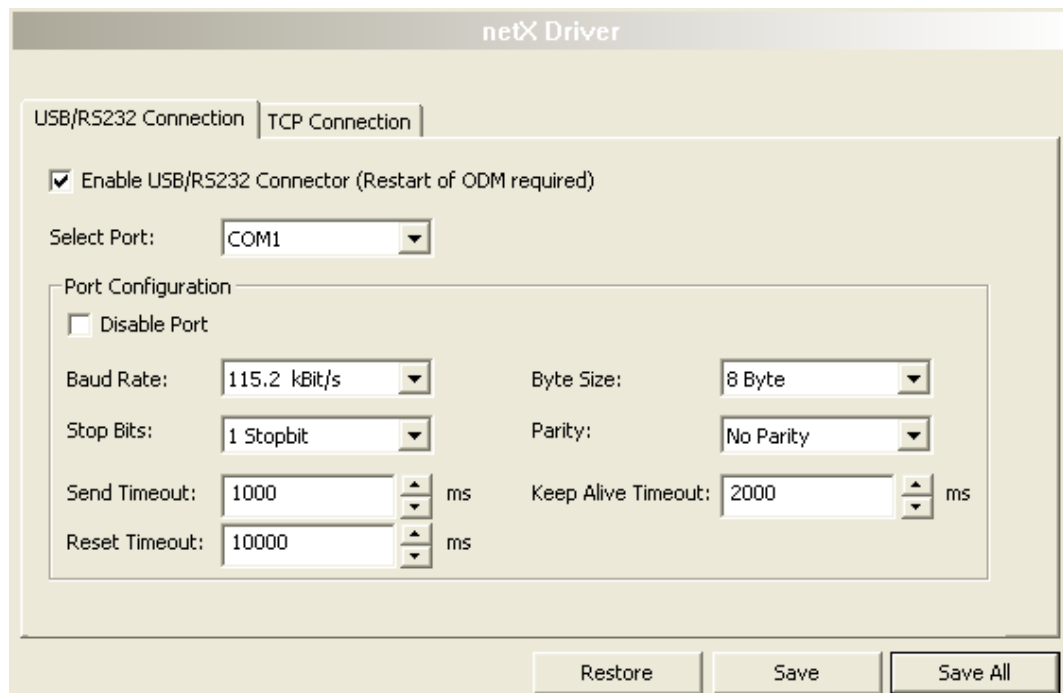 netX Driver
USB/RS232 Connection
TCP Connection
Enable USB/RS232 Connector (Restart of ODM required)
Select Port: COM1
Port Configuration
Disable Port
Baud Rate: 115.2 kBit/s Byte Size: 8 Byte
Stop Bits: 1 Stopbit Parity: No Parity
Send Timeout: 1000 ms Keep Alive Timeout: 2000 ms
Reset Timeout: 10000 ms
Restore Save Save All